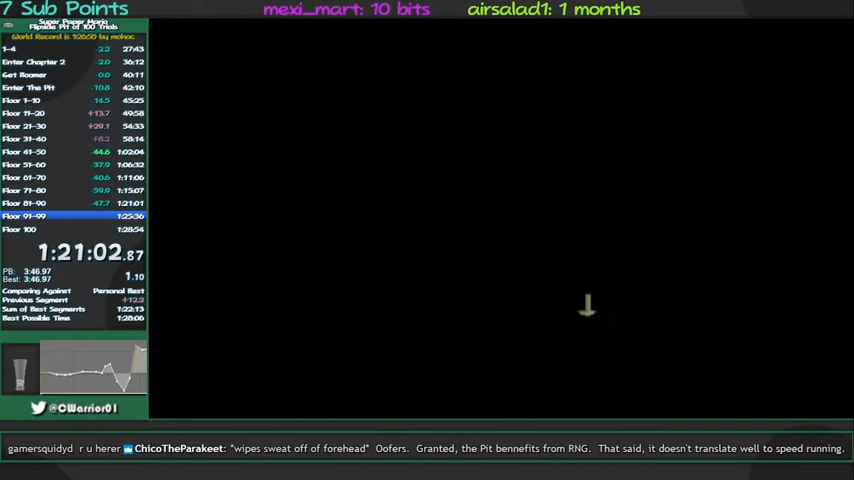 7 Sub Points
mexi_mart: 10 bits
airsalad1: 1 months
Super Paper Mario
Flipside Pit of 100 Trials
World Record is 1:26:50 by mohoc
1-4 -2.2 27:43
Enter Chapter 2 -2.0 36:12
Get Boomer -0.0 40:11
Enter The Pit -10.8 42:10
Floor 1-10 -14.5 45:25
Floor 11-20 +13.7 49:58
Floor 21-30 +29.1 54:33
Floor 31-40 +8.2 58:14
Floor 41-50 -44.6 1:02:04
Floor 51-60 -37.9 1:06:32
Floor 61-70 -40.6 1:11:06
Floor 71-80 -59.9 1:15:07
Floor 81-90 -47.7 1:21:01
Floor 91-99 1:25:36
Floor 100 1:28:54
1:21:02.87
PB: 3:46.97
Best: 3:46.97
1.10
Comparing Against Personal Best
Previous Segment +12.2
Sum of Best Segments 1:22:13
Best Possible Time 1:28:06
@CWarrior01
gamersquidyd r u herer ChicoTheParakeet: *wipes sweat off of forehead* Oofers. Granted, the Pit bennefits from RNG. That said, it doesn't translate well to speed running.